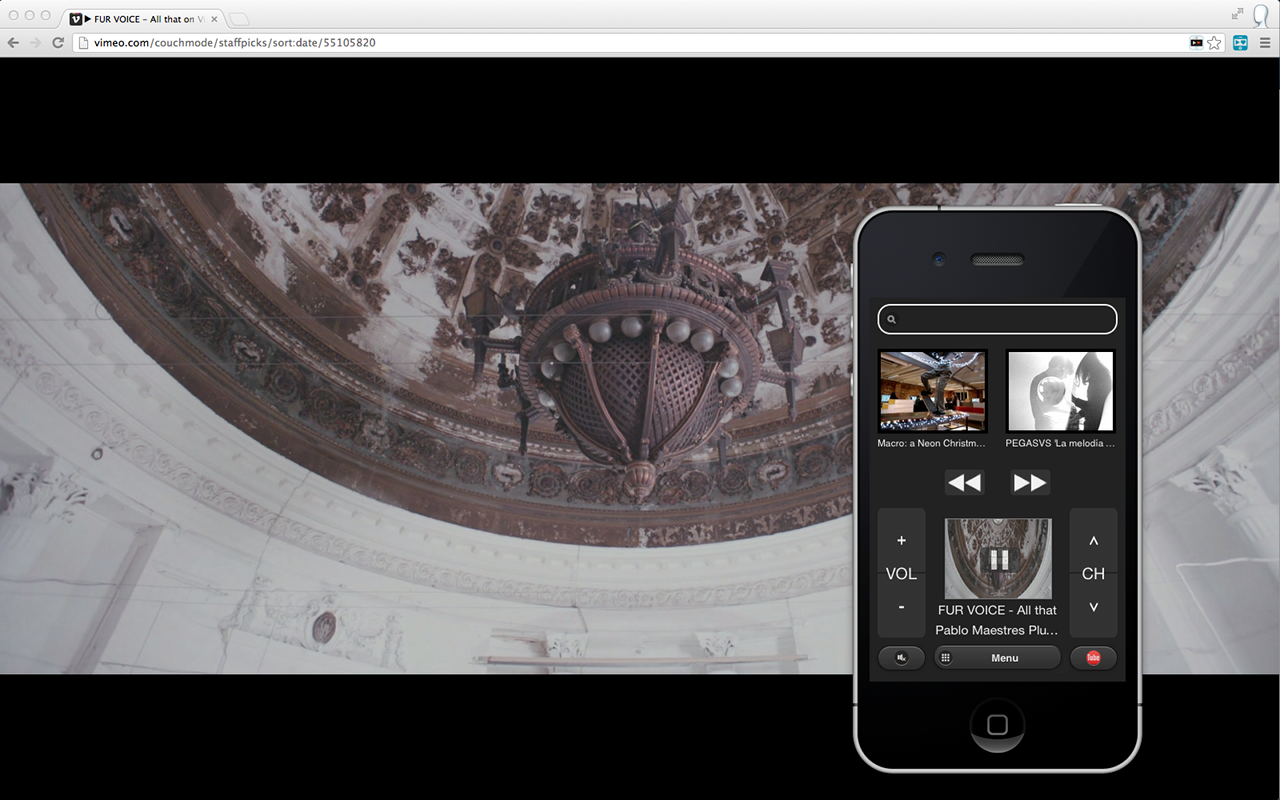 FUR VOICE - All that on Vi
vimeo.com/couchmode/staffpicks/sort:date/55105820
Macro: a Neon Christm...
PEGASVS 'La melodia ...
+
VOL
-
CH
FUR VOICE - All that
Pablo Maestres Plu...
Menu
Tube